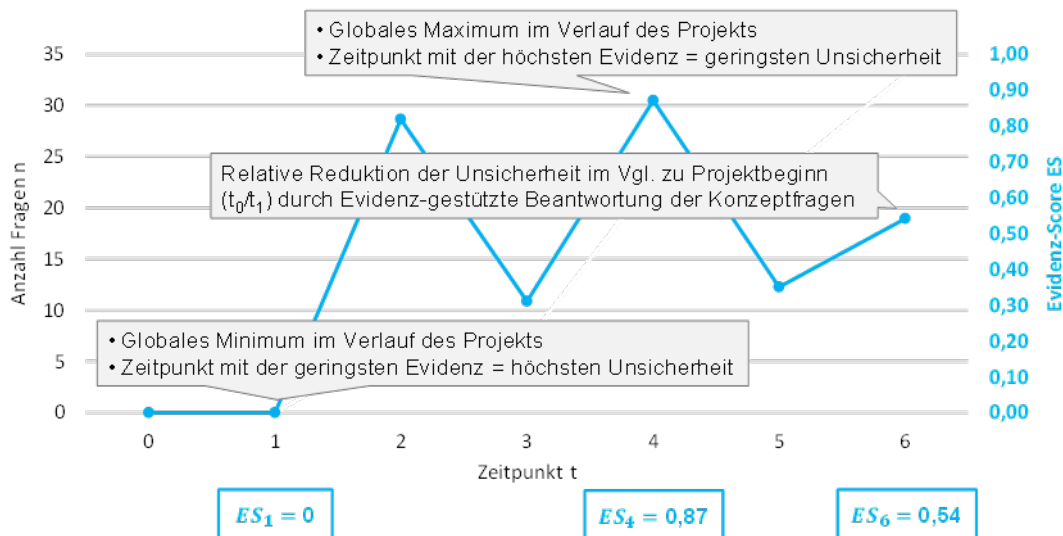 • Globales Maximum im Verlauf des Projekts
• Zeitpunkt mit der höchsten Evidenz = geringsten Unsicherheit
35
30
25
20
15
10
5
0
Anzahl Fragen n
1,00
0,90
0,80
0,70
0,60
0,50
0,40
0,30
0,20
0,10
0,00
Evidenz-Score ES
Relative Reduktion der Unsicherheit im Vgl. zu Projektbeginn
(t0/t1) durch Evidenz-gestützte Beantwortung der Konzeptfragen
• Globales Minimum im Verlauf des Projekts
• Zeitpunkt mit der geringsten Evidenz = höchsten Unsicherheit
0 1 2 3 4 5 6
Zeitpunkt t
ES1 = 0
ES4 = 0,87
ES6 = 0,54